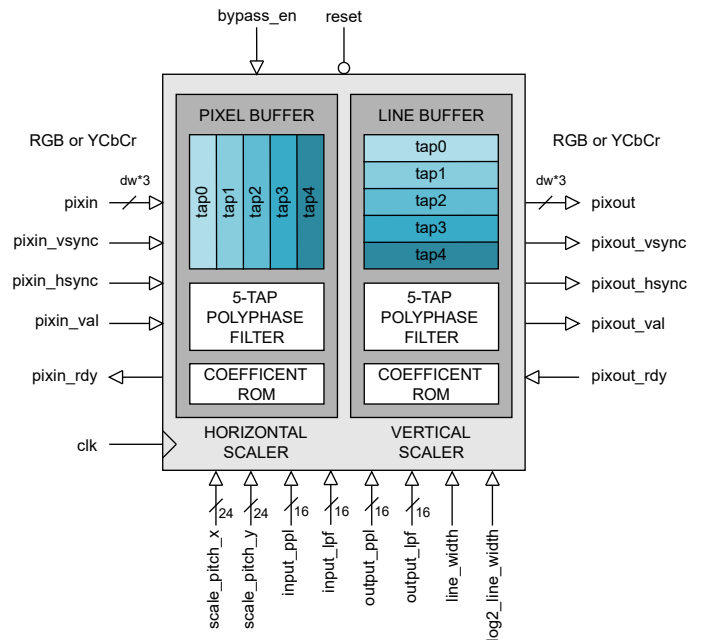 bypass_en
reset
PIXEL BUFFER
LINE BUFFER
RGB or YCbCr
RGB or YCbCr
tap0
tap1
tap2
tap3
tap4
tap0
tap1
tap2
tap3
tap4
dw*3
pixin
pixin_vsync
pixin_hsync
pixin_val
pixin_rdy
clk
dw*3
pixout
pixout_vsync
pixout_hsync
pixout_val
pixout_rdy
5-TAP
POLYPHASE
FILTER
5-TAP
POLYPHASE
FILTER
COEFFICENT
ROM
COEFFICENT
ROM
HORIZONTAL
SCALER
VERTICAL
SCALER
24
24
16
16
16
16
scale_pitch_x
scale_pitch_y
input_ppl
input_lpf
output_ppl
output_lpf
line_width
log2_line_width